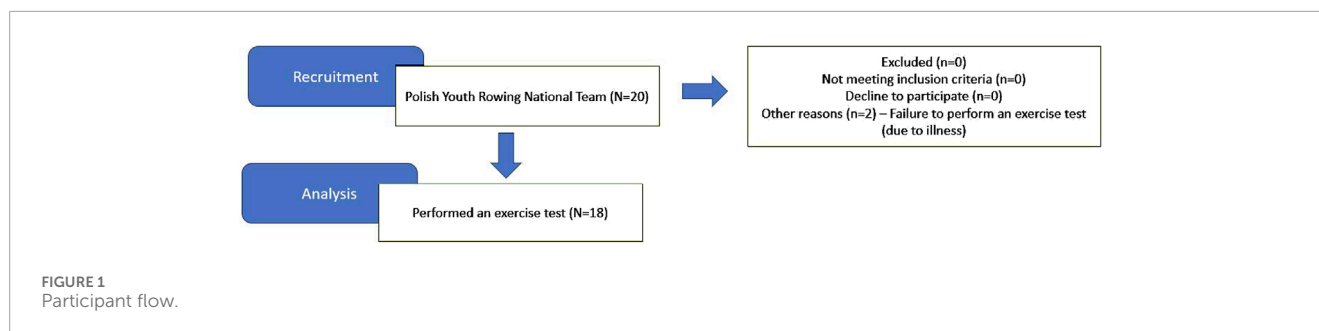 Recruitment
Polish Youth Rowing National Team (N=20)
Excluded (n=0)
Not meeting inclusion criteria (n=0)
Decline to participate (n=0)
Other reasons (n=2) – Failure to perform an exercise test
(due to illness)
Analysis
Performed an exercise test (N=18)
FIGURE 1
Participant flow.